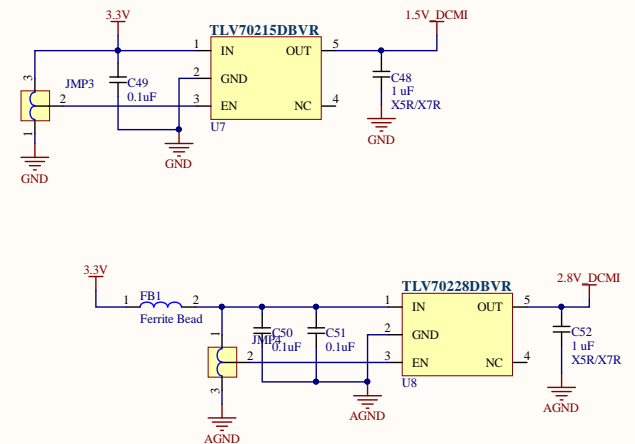 3.3V
TLV70215DBVR
1.5V_DCMI
1
IN
OUT
5
3
JMP3
2
C49
0.1uF
2
GND
3
EN
NC
4
C48
1 uF
X5R/X7R
1
U7
GND
GND
GND
3.3V
TLV70228DBVR
2.8V_DCMI
1
FB1
2
Ferrite Bead
1
IN
OUT
5
1
JMP4
2
C50
0.1uF
C51
0.1uF
2
GND
3
EN
NC
4
C52
1 uF
X5R/X7R
3
U8
AGND
AGND
AGND